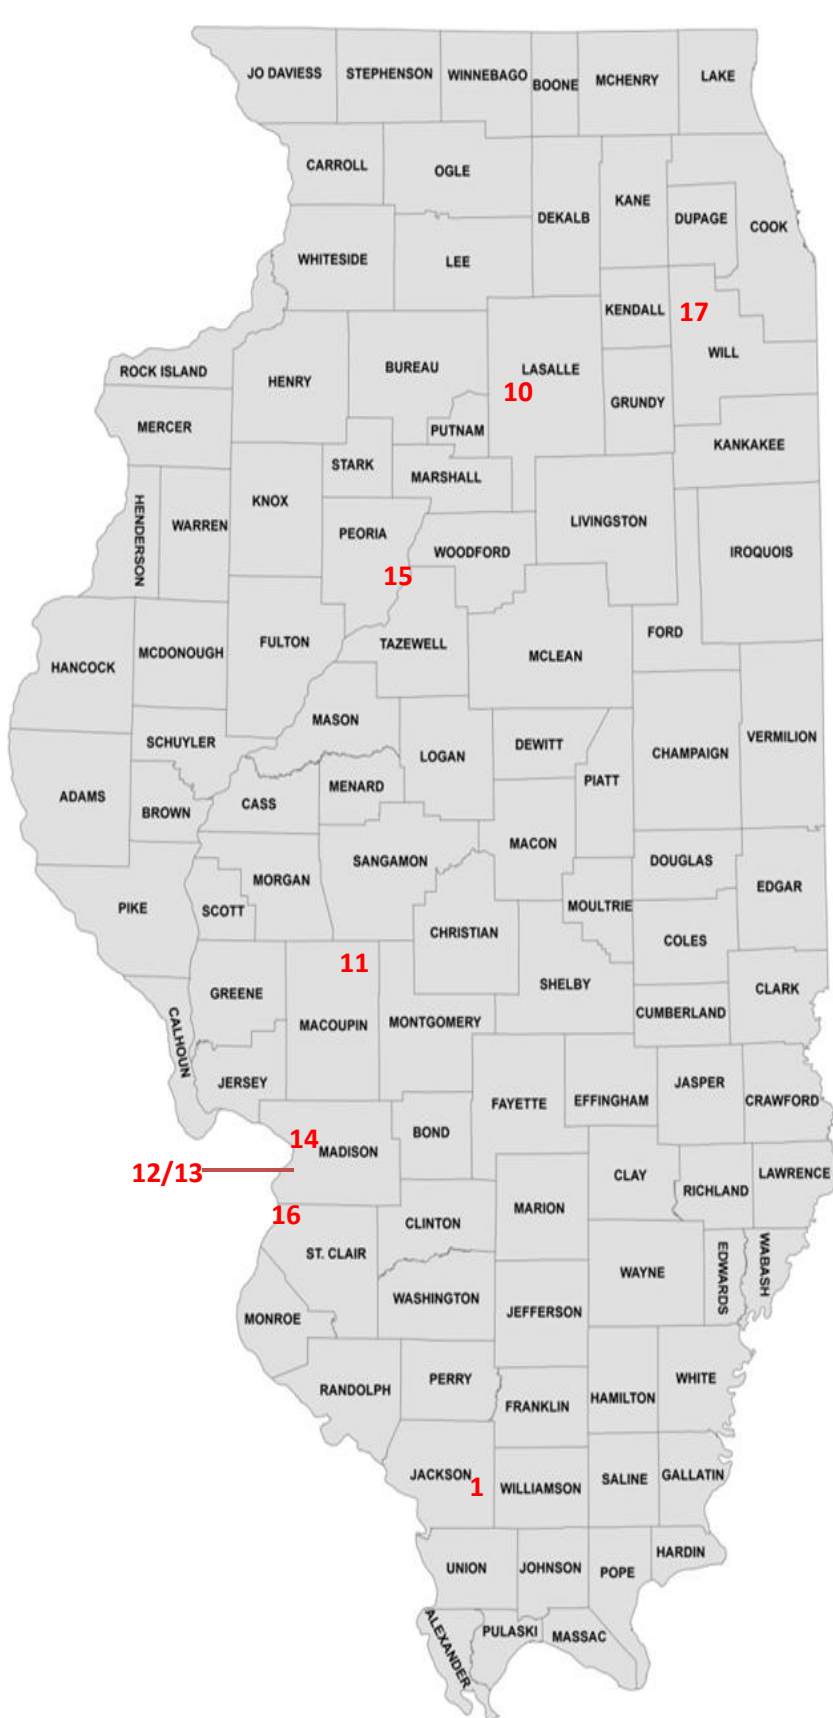 JO DAVIESS
STEPHENSON
WINNEBAGO
BOONE
MCHENRY
LAKE
CARROLL
OGLE
DEKALB
KANE
DUPAGE
COOK
WHITESIDE
LEE
KENDALL
17
WILL
ROCK ISLAND
HENRY
BUREAU
LASALLE
10
GRUNDY
MERCER
PUTNAM
KANKAKEE
STARK
MARSHALL
HENDERSON
WARREN
KNOX
PEORIA
WOODFORD
LIVINGSTON
IROQUOIS
15
HANCOCK
MCDONOUGH
FULTON
TAZEWELL
MCLEAN
FORD
MASON
SCHUYLER
LOGAN
DEWITT
PIATT
CHAMPAIGN
VERMILION
ADAMS
BROWN
CASS
MENARD
MACON
SANGAMON
DOUGLAS
EDGAR
PIKE
SCOTT
MORGAN
CHRISTIAN
MOULTRIE
COLES
11
GREENE
MACOUPIN
MONTGOMERY
SHELBY
CUMBERLAND
CLARK
CALHOUN
JERSEY
FAYETTE
EFFINGHAM
JASPER
CRAWFORD
14
MADISON
BOND
12/13
CLAY
RICHLAND
LAWRENCE
16
CLINTON
MARION
ST. CLAIR
WASHINGTON
WAYNE
EDWARDS
WABASH
MONROE
JEFFERSON
RANDOLPH
PERRY
FRANKLIN
HAMILTON
WHITE
JACKSON
1
WILLIAMSON
SALINE
GALLATIN
UNION
JOHNSON
POPE
HARDIN
ALEXANDER
PULASKI
MASSAC